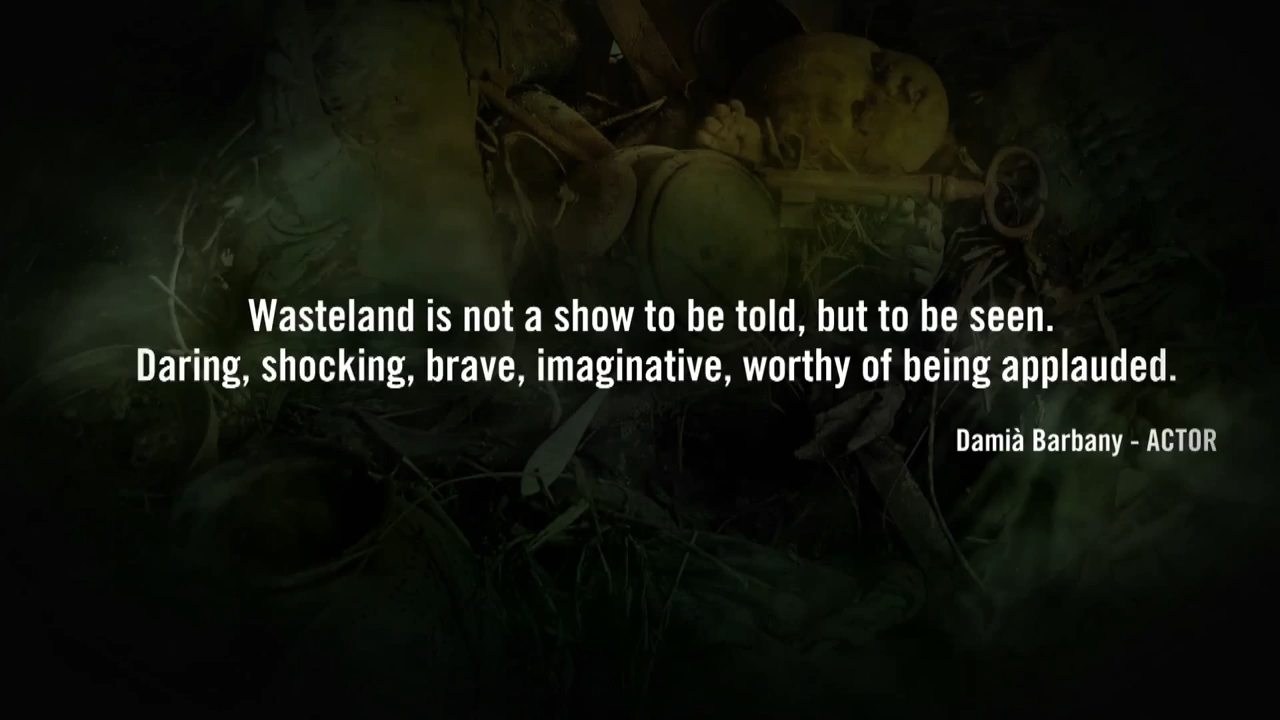 Wasteland is not a show to be told, but to be seen.
Daring, shocking, brave, imaginative, worthy of being applauded.
Damià Barbany - ACTOR